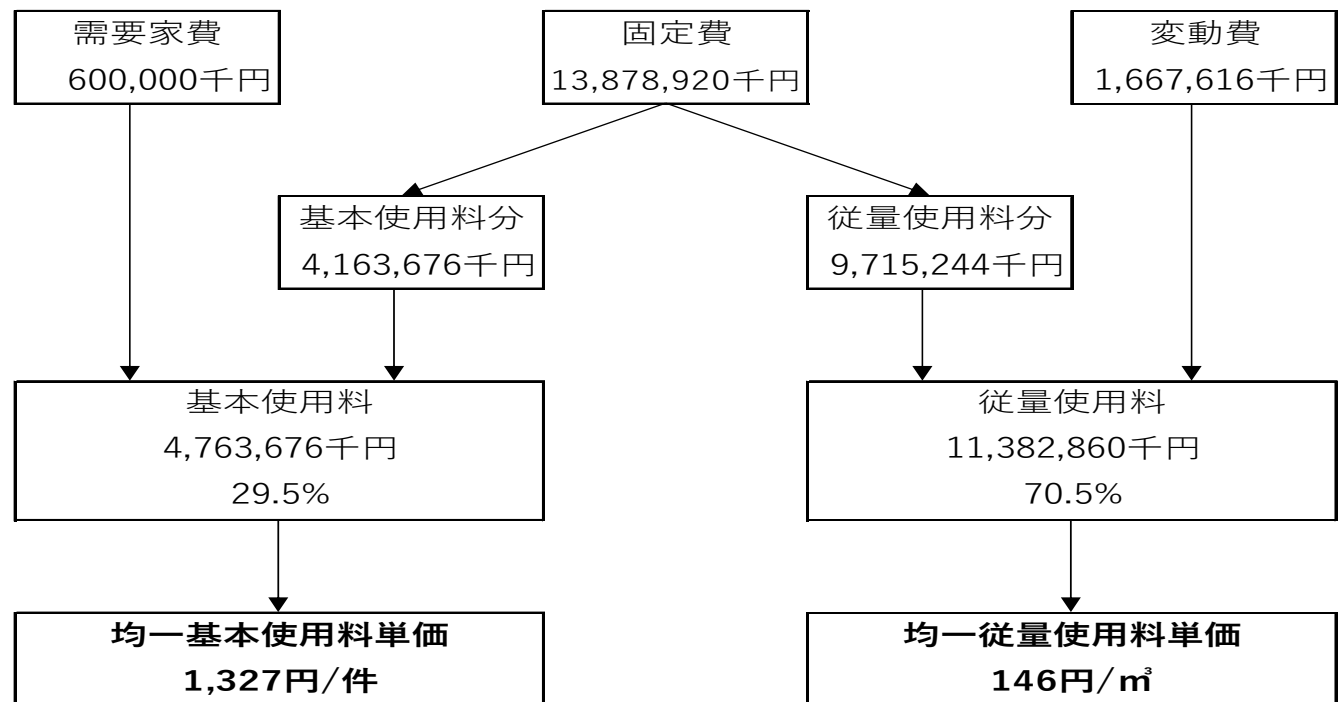 需要家費
600,000千円
固定費
13,878,920千円
変動費
1,667,616千円
基本使用料分
4,163,676千円
従量使用料分
9,715,244千円
基本使用料
4,763,676千円
29.5%
従量使用料
11,382,860千円
70.5%
均一基本使用料単価
1,327円/件
均一従量使用料単価
146円/㎥